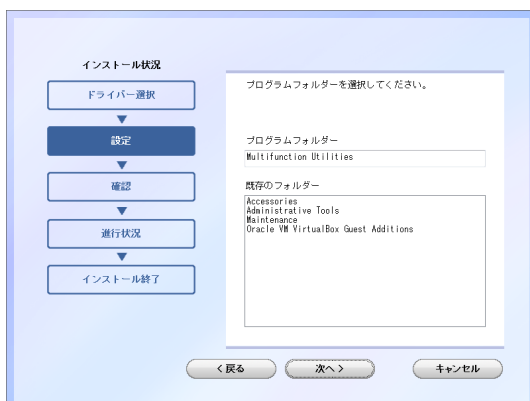 インストール状況
ドライバー選択
設定
確認
進行状況
インストール終了
プログラムフォルダーを選択してください。
プログラムフォルダー
Multifunction Utilities
既存のフォルダー
Accessories
Administrative Tools
Maintenance
Oracle VM VirtualBox Guest Additions
< 戻る
次へ >
キャンセル